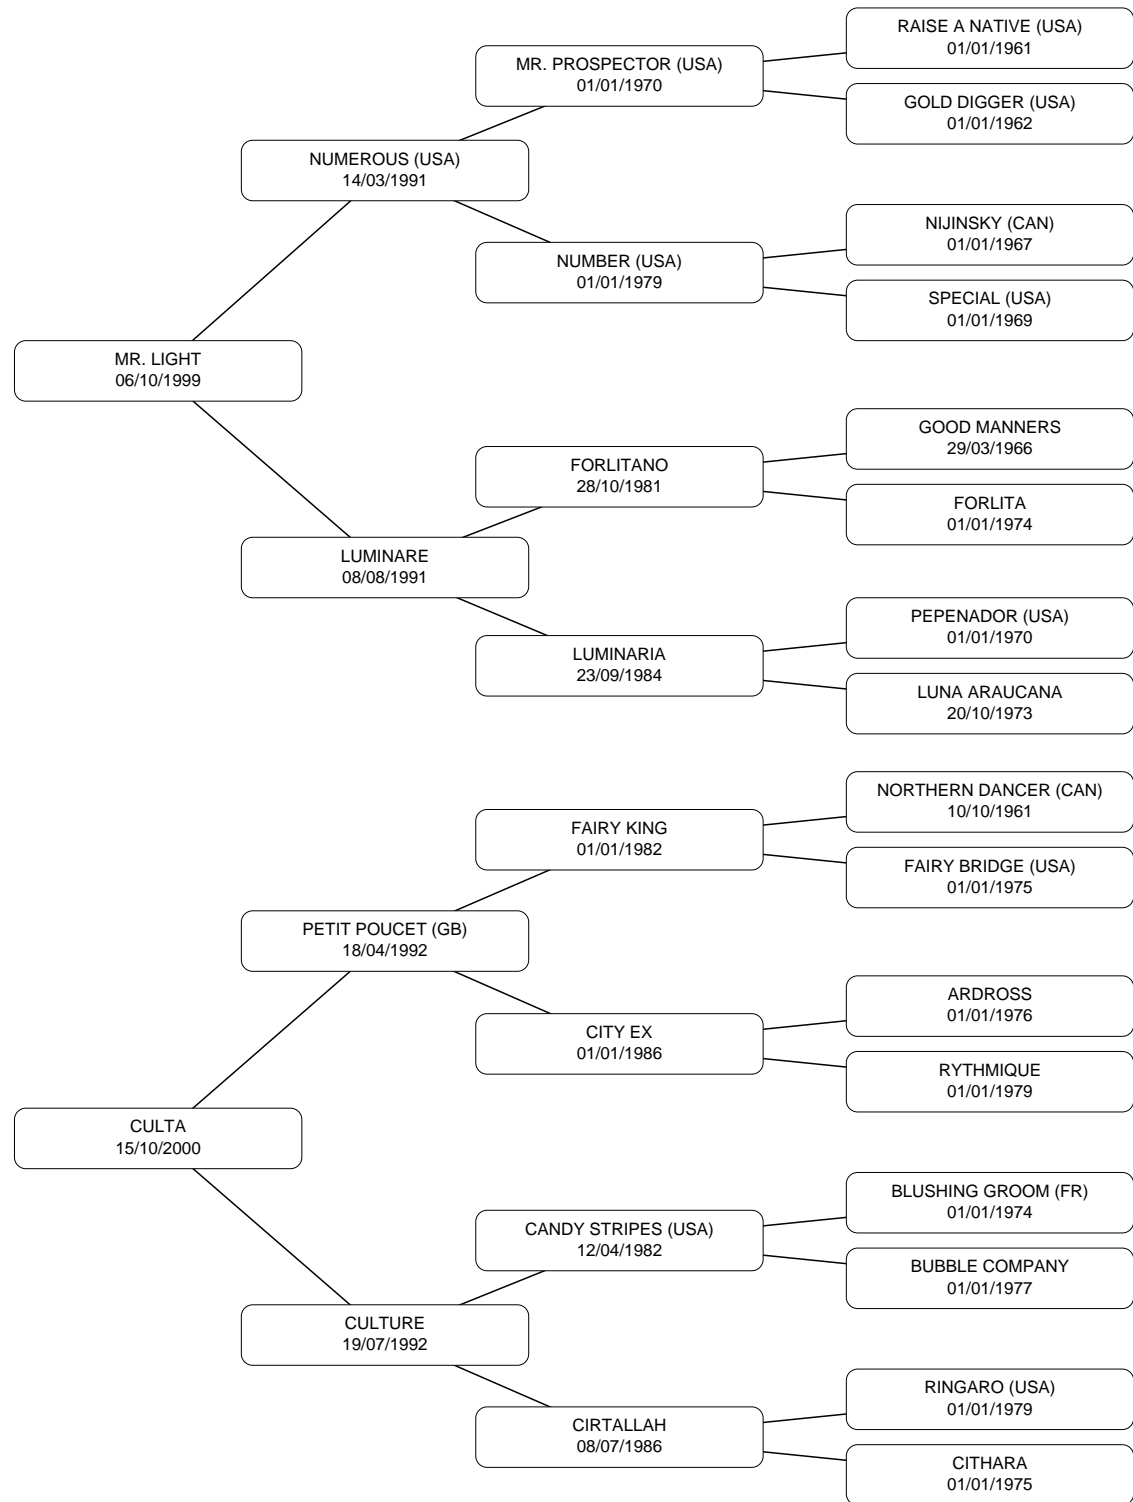 RAISE A NATIVE (USA)
01/01/1961
MR. PROSPECTOR (USA)
01/01/1970
GOLD DIGGER (USA)
01/01/1962
NUMEROUS (USA)
14/03/1991
NIJINSKY (CAN)
01/01/1967
NUMBER (USA)
01/01/1979
SPECIAL (USA)
01/01/1969
MR. LIGHT
06/10/1999
GOOD MANNERS
29/03/1966
FORLITANO
28/10/1981
FORLITA
01/01/1974
LUMINARE
08/08/1991
PEPENADOR (USA)
01/01/1970
LUMINARIA
23/09/1984
LUNA ARAUCANA
20/10/1973
NORTHERN DANCER (CAN)
10/10/1961
FAIRY KING
01/01/1982
FAIRY BRIDGE (USA)
01/01/1975
PETIT POUCET (GB)
18/04/1992
ARDROSS
01/01/1976
CITY EX
01/01/1986
RYTHMIQUE
01/01/1979
CULTA
15/10/2000
BLUSHING GROOM (FR)
01/01/1974
CANDY STRIPES (USA)
12/04/1982
BUBBLE COMPANY
01/01/1977
CULTURE
19/07/1992
RINGARO (USA)
01/01/1979
CIRTALLAH
08/07/1986
CITHARA
01/01/1975